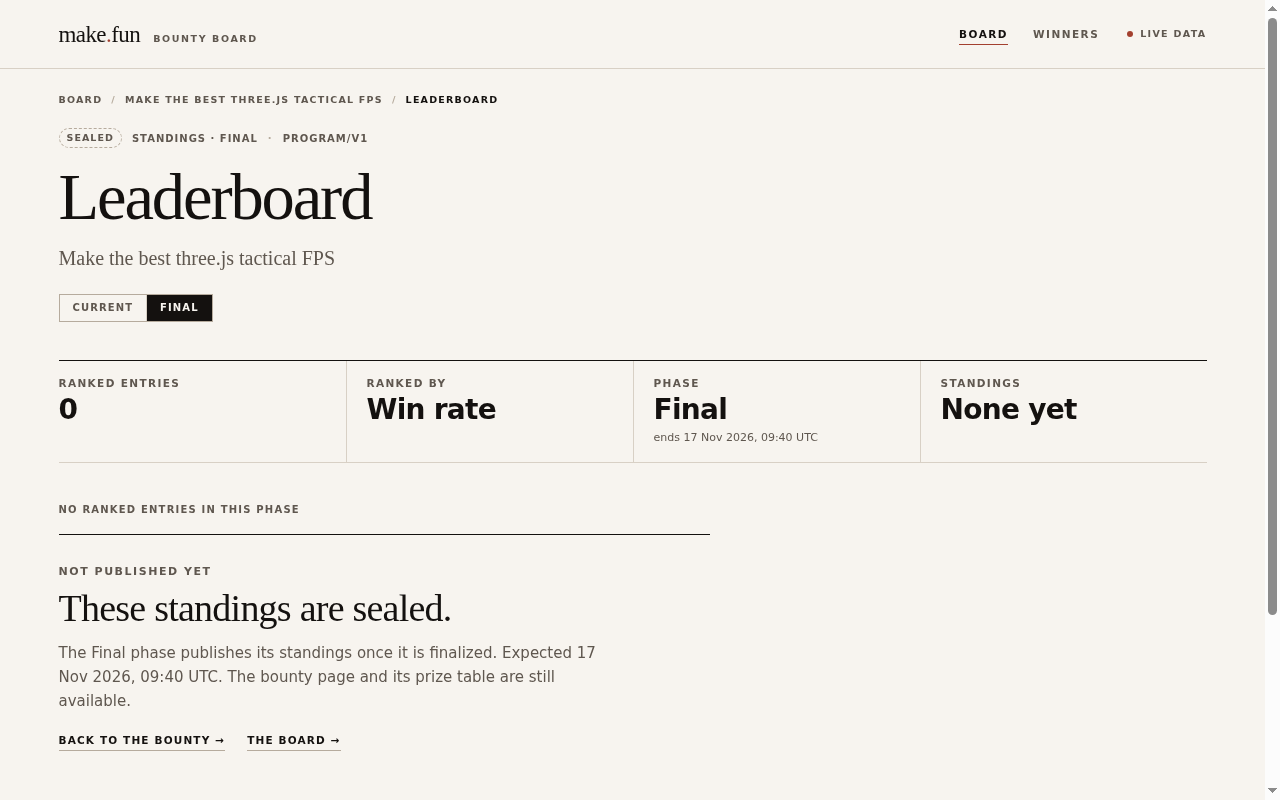 make.fun BOUNTY BOARD
BOARD WINNERS LIVE DATA
BOARD / MAKE THE BEST THREE.JS TACTICAL FPS / LEADERBOARD
SEALED STANDINGS · FINAL · PROGRAM/V1
Leaderboard
Make the best three.js tactical FPS
CURRENT FINAL
RANKED ENTRIES
0
RANKED BY
Win rate
PHASE
Final
ends 17 Nov 2026, 09:40 UTC
STANDINGS
None yet
NO RANKED ENTRIES IN THIS PHASE
NOT PUBLISHED YET
These standings are sealed.
The Final phase publishes its standings once it is finalized. Expected 17
Nov 2026, 09:40 UTC. The bounty page and its prize table are still
available.
BACK TO THE BOUNTY → THE BOARD →